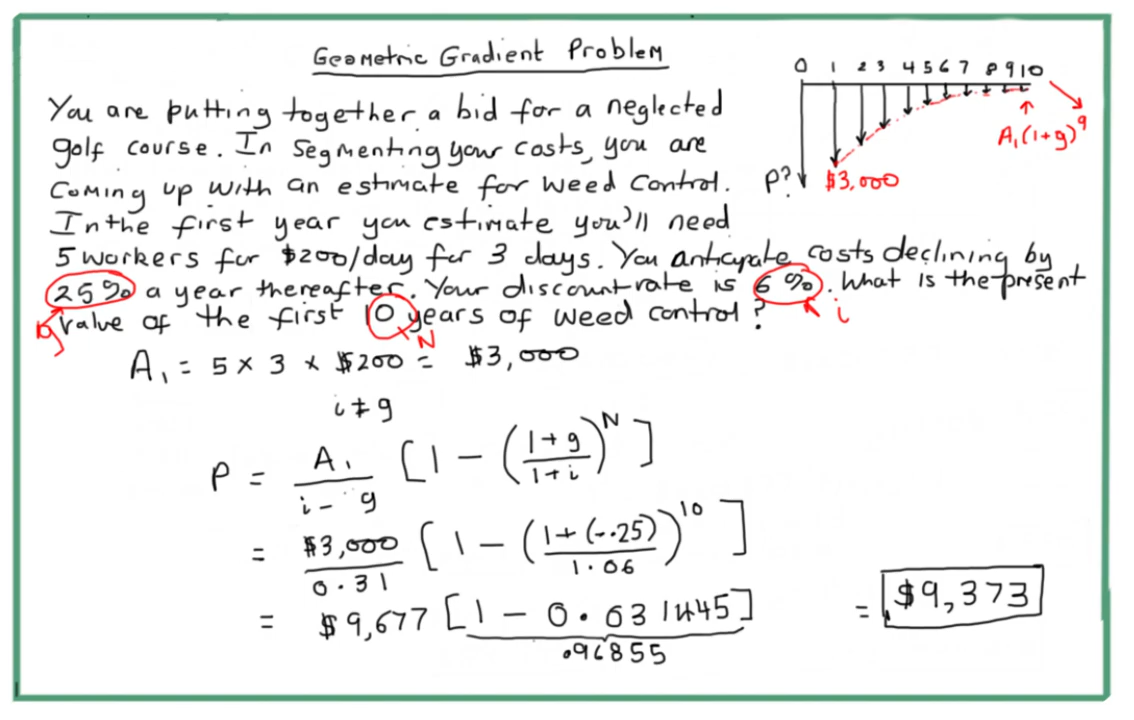 Geometric Gradient Problem
0 1 2 3 4 5 6 7 8 9 10
A₁(1+g)⁹
P? $3,000
You are putting together a bid for a neglected
golf course. In segmenting your costs, you are
coming up with an estimate for weed control.
In the first year you estimate you'll need
5 workers for $200/day for 3 days. You anticipate costs declining by
25% a year thereafter. Your discount rate is 6%. What is the present
g value of the first 10 years of weed control? i
N
A₁ = 5 × 3 × $200 = $3,000
i ≠ g
P = A₁/(i - g) [1 - ((1+g)/(1+i))^N]
= $3,000/0.31 [1 - ((1+(-.25))/1.06)^10]
= $9,677 [1 - 0.0311445] = $9,373
.96855